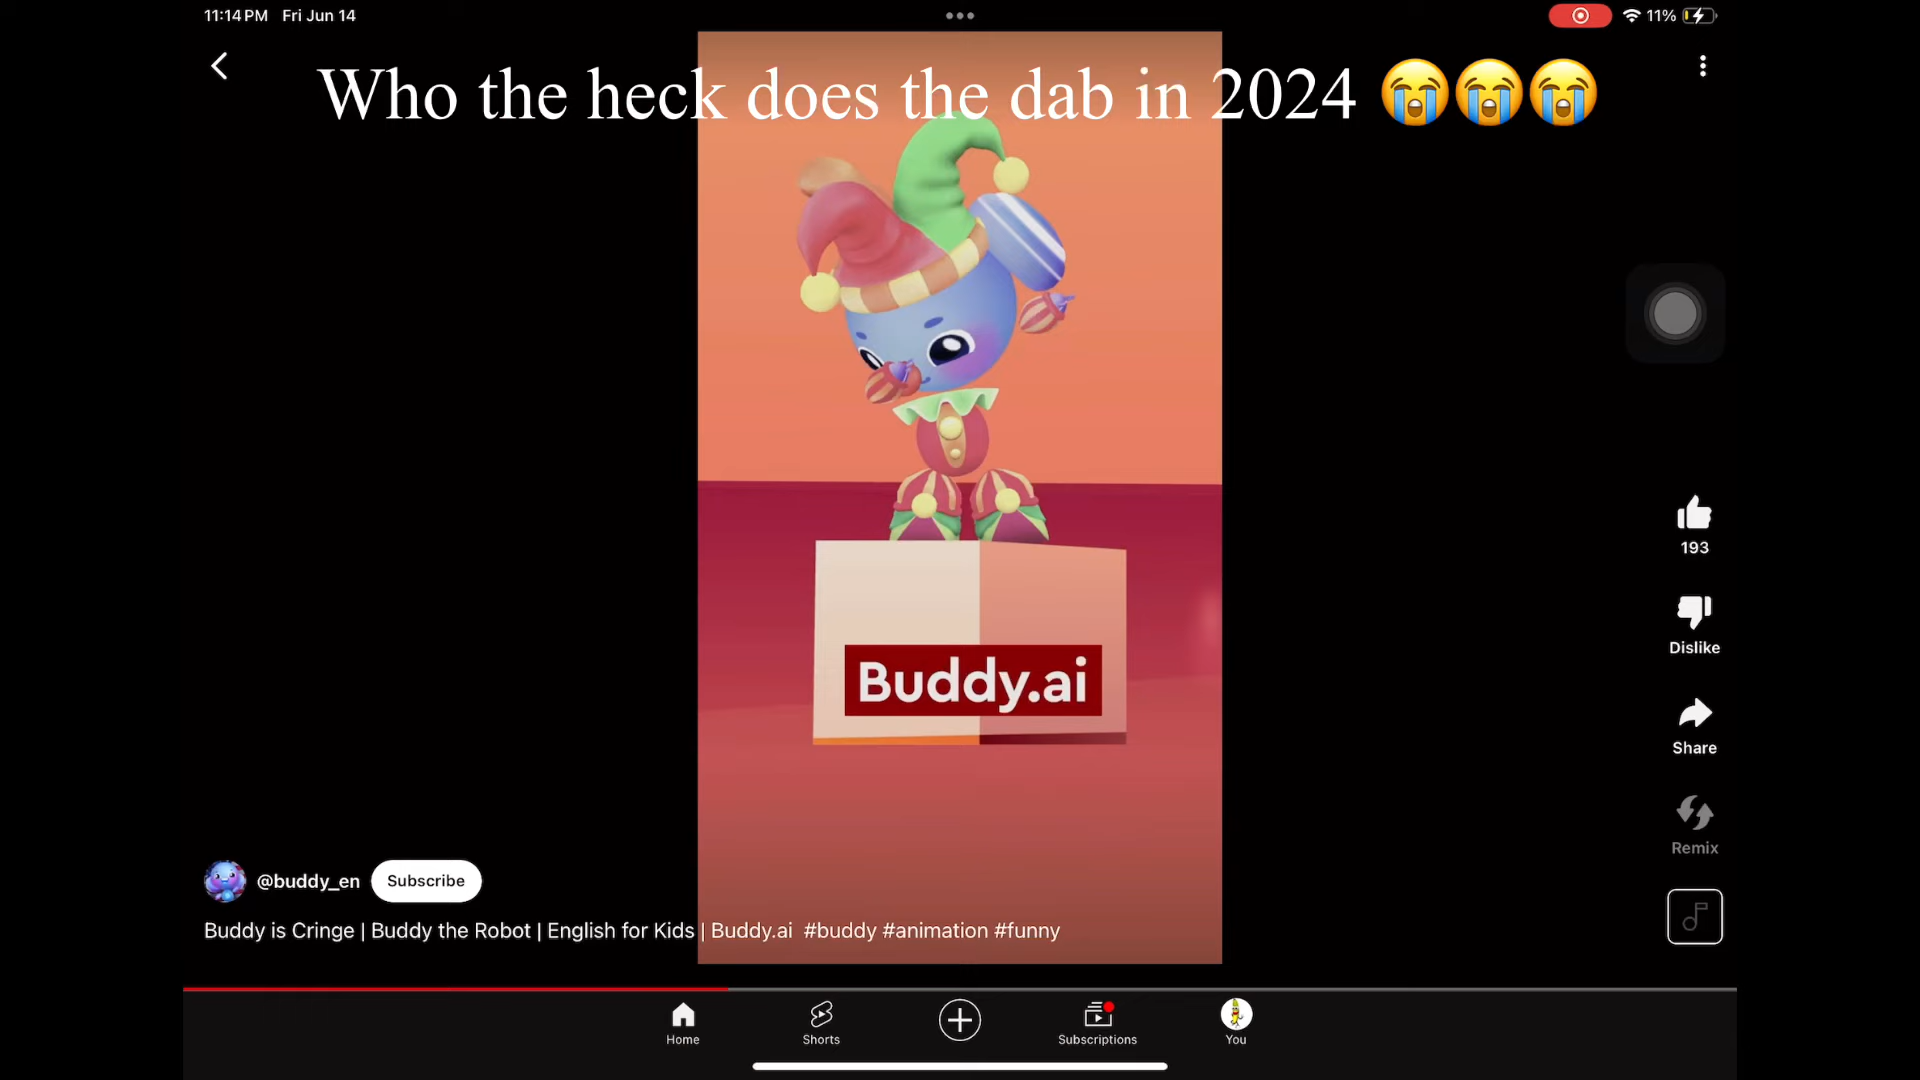 11:14 PM Fri Jun 14
11%
Who the heck does the dab in 2024 😭😭😭
Buddy.ai
193
Dislike
Share
Remix
@buddy_en Subscribe
Buddy is Cringe | Buddy the Robot | English for Kids | Buddy.ai #buddy #animation #funny
Home Shorts Subscriptions You